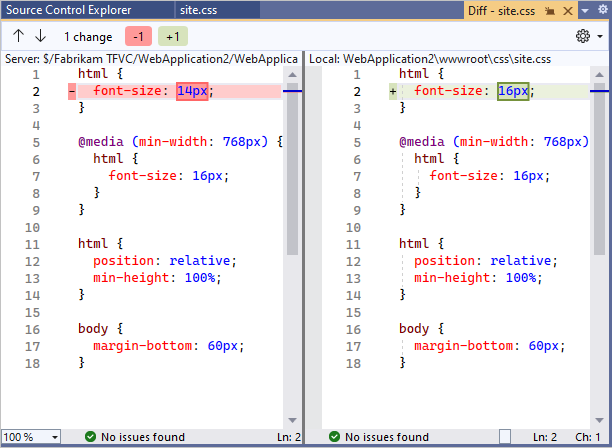 Source Control Explorer site.css Diff - site.css
1 change -1 +1
Server: $/Fabrikam TFVC/WebApplication2/WebApplica
1 html {
2 - font-size: 14px;
3 }
4
5 @media (min-width: 768px) {
6 html {
7 font-size: 16px;
8 }
9 }
10
11 html {
12 position: relative;
13 min-height: 100%;
14 }
15
16 body {
17 margin-bottom: 60px;
18 }
100 % No issues found Ln: 2
Local: WebApplication2\wwwroot\css\site.css
1 html {
2 + font-size: 16px;
3 }
4
5 @media (min-width: 768px)
6 html {
7 font-size: 16px;
8 }
9 }
10
11 html {
12 position: relative;
13 min-height: 100%;
14 }
15
16 body {
17 margin-bottom: 60px;
18 }
No issues found Ln: 2 Ch: 1